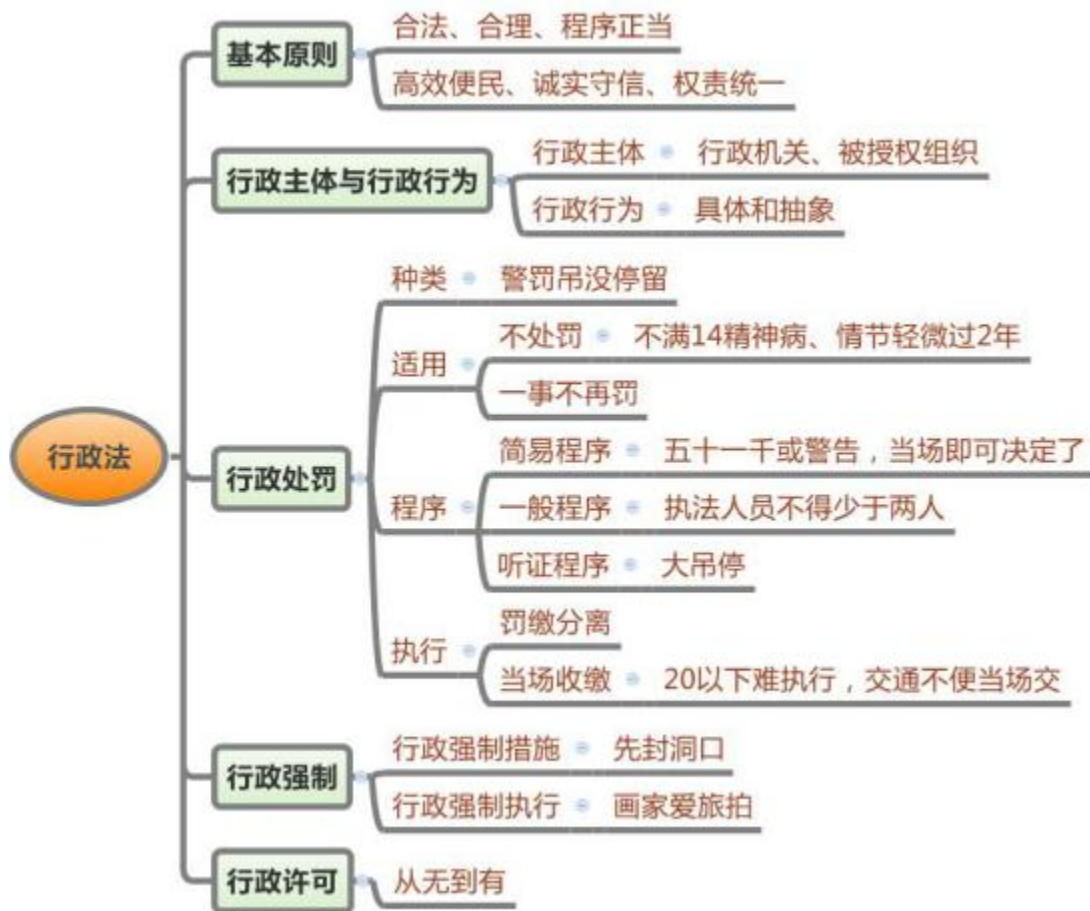 行政法
基本原则
合法、合理、程序正当
高效便民、诚实守信、权责统一
行政主体与行政行为
行政主体
行政机关、被授权组织
行政行为
具体和抽象
行政处罚
种类
警罚吊没停留
适用
不处罚
不满14精神病、情节轻微过2年
一事不再罚
程序
简易程序
五十一千或警告，当场即可决定了
一般程序
执法人员不得少于两人
听证程序
大吊停
执行
罚缴分离
当场收缴
20以下难执行，交通不便当场交
行政强制
行政强制措施
先封洞口
行政强制执行
画家爱旅拍
行政许可
从无到有